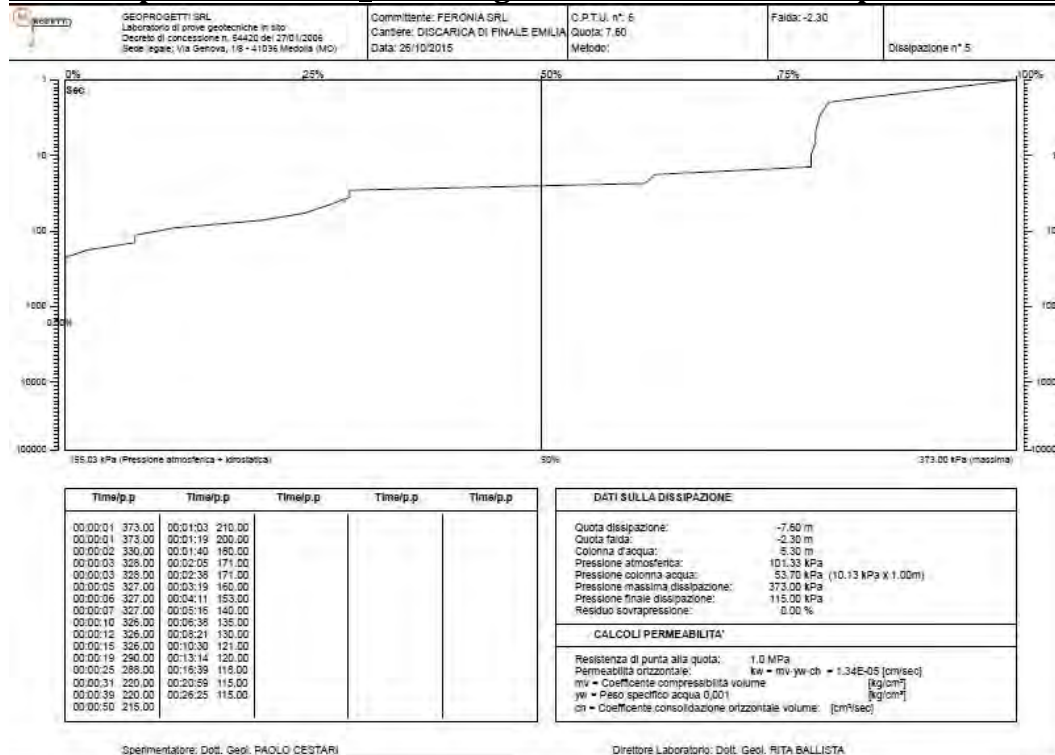 GEOPROGETTI SRL
Laboratorio di prove geotecniche in sito
Decreto di concessione n. 54420 del 27/01/2006
Sede legale; Via Genova, 1/8 - 41036 Medolla (MO)
Committente: FERONIA SRL
Cantiere: DISCARICA DI FINALE EMILIA
Data: 26/10/2015
C.P.T.U. n°: 6
Quota: 7.60
Metodo:
Falda: -2.30
Dissipazione n° 5
0% 25% 50% 75% 100%
Sec.
1
10
100
1000
10000
100000
155.03 kPa (Pressione atmosferica + idrostatica) 50% 373.00 kPa (massima)
Time/p.p Time/p.p Time/p.p Time/p.p Time/p.p
00:00:01 373.00 00:01:03 210.00
00:00:01 373.00 00:01:19 200.00
00:00:02 330.00 00:01:40 180.00
00:00:03 328.00 00:02:05 171.00
00:00:03 328.00 00:02:38 171.00
00:00:05 327.00 00:03:19 160.00
00:00:06 327.00 00:04:11 153.00
00:00:07 327.00 00:05:16 140.00
00:00:10 326.00 00:06:38 135.00
00:00:12 326.00 00:08:21 130.00
00:00:15 326.00 00:10:30 121.00
00:00:19 290.00 00:13:14 120.00
00:00:25 288.00 00:16:39 118.00
00:00:31 220.00 00:20:59 115.00
00:00:39 220.00 00:26:25 115.00
00:00:50 215.00
DATI SULLA DISSIPAZIONE
Quota dissipazione: -7.60 m
Quota falda: -2.30 m
Colonna d'acqua: 5.30 m
Pressione atmosferica: 101.33 kPa
Pressione colonna acqua: 53.70 kPa (10.13 kPa x 1.00m)
Pressione massima dissipazione: 373.00 kPa
Pressione finale dissipazione: 115.00 kPa
Residuo sovrapressione: 0.00 %
CALCOLI PERMEABILITA'
Resistenza di punta alla quota: 1.0 MPa
Permeabilità orizzontale: kw = mv·yw·ch = 1.34E-05 [cm/sec]
mv = Coefficente compressibilità volume [kg/cm²]
yw = Peso specifico acqua 0,001 [kg/cm³]
ch = Coefficente consolidazione orizzontale volume: [cm²/sec]
Sperimentatore: Dott. Geol. PAOLO CESTARI
Direttore Laboratorio: Dott. Geol. RITA BALLISTA